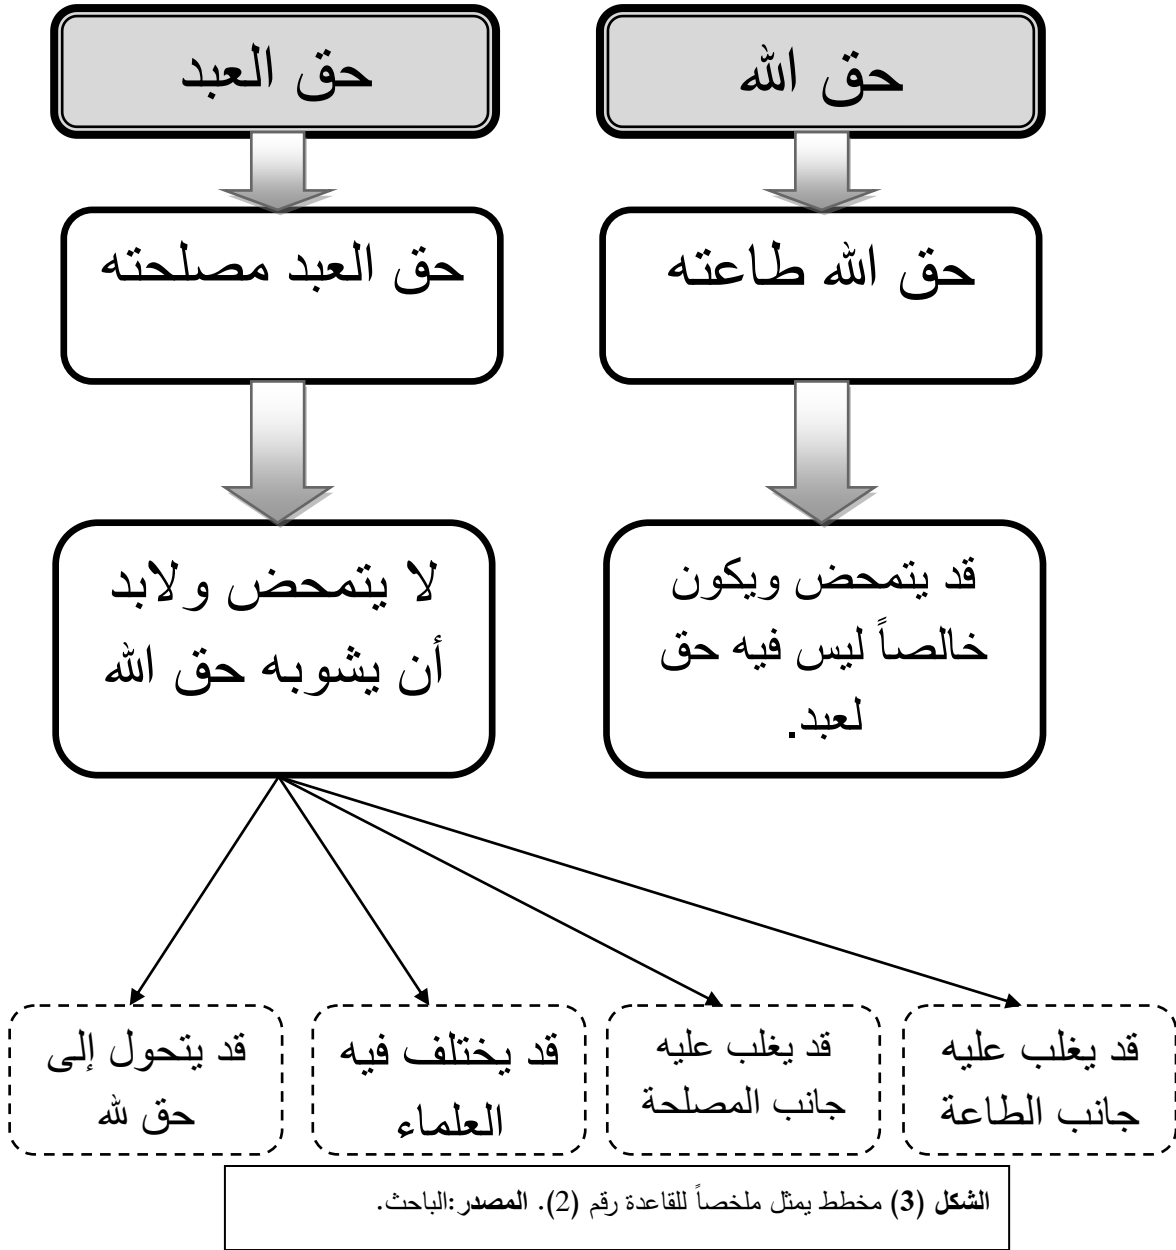 حق الله
حق العبد
حق الله طاعته
حق العبد مصلحته
قد يتمحض ويكون
خالصاً ليس فيه حق
لعبد.
لا يتمحض ولابد
أن يشوبه حق الله
قد يغلب عليه
جانب الطاعة
قد يغلب عليه
جانب المصلحة
قد يختلف فيه
العلماء
قد يتحول إلى
حق لله
الشكل (3) مخطط يمثل ملخصاً للقاعدة رقم (2). المصدر:الباحث.